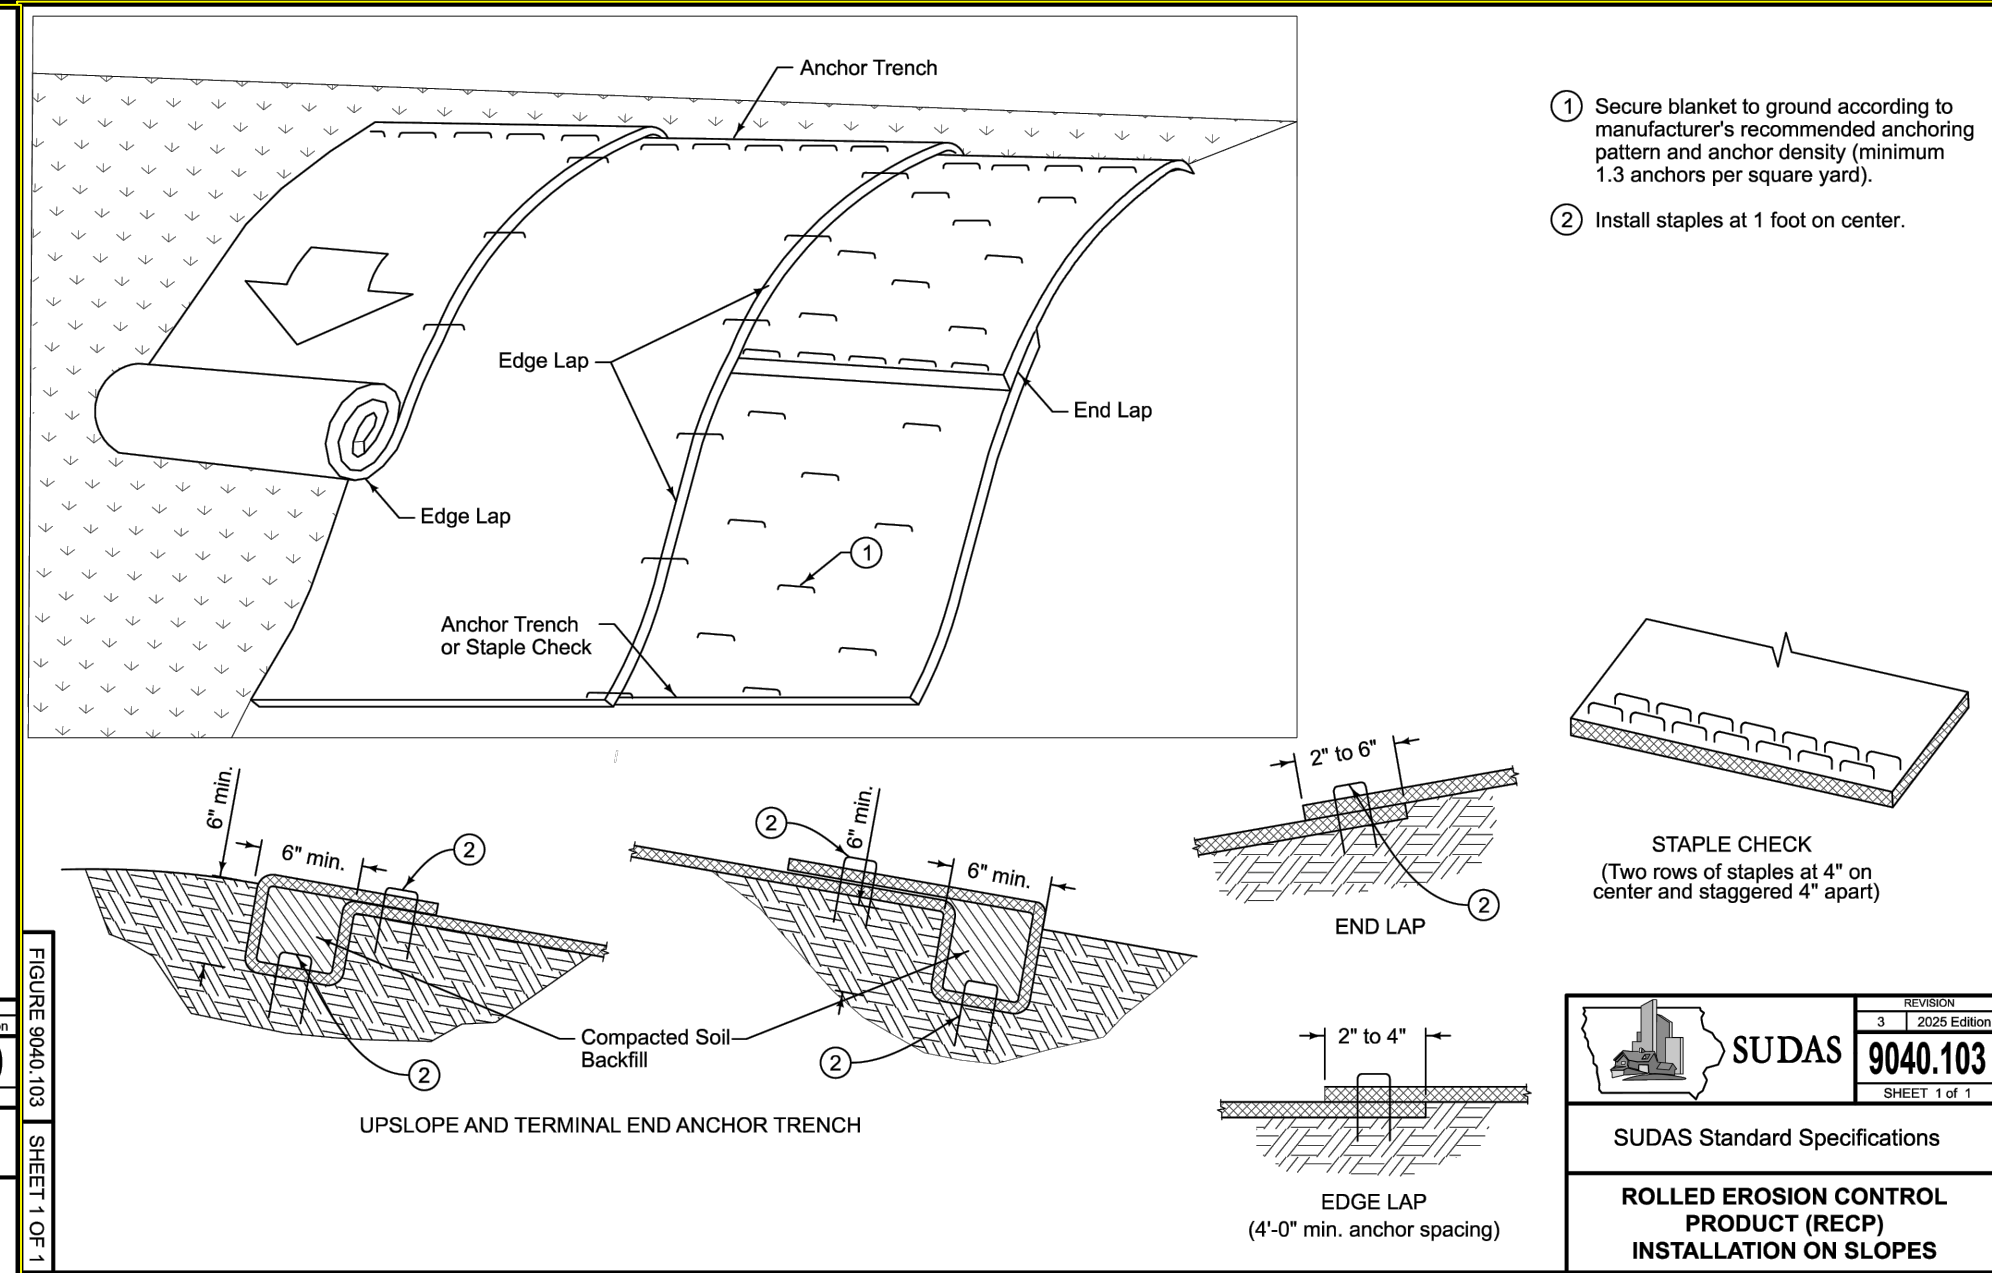 Anchor Trench
Edge Lap
End Lap
Edge Lap
1
Anchor Trench
or Staple Check
1 Secure blanket to ground according to
manufacturer's recommended anchoring
pattern and anchor density (minimum
1.3 anchors per square yard).
2 Install staples at 1 foot on center.
6" min.
6" min.
2
2
Compacted Soil
Backfill
2
6" min.
6" min.
2
UPSLOPE AND TERMINAL END ANCHOR TRENCH
2" to 6"
2
END LAP
2" to 4"
EDGE LAP
(4'-0" min. anchor spacing)
STAPLE CHECK
(Two rows of staples at 4" on
center and staggered 4" apart)
FIGURE 9040.103
SHEET 1 OF 1
SUDAS
REVISION
3 2025 Edition
9040.103
SHEET 1 of 1
SUDAS Standard Specifications
ROLLED EROSION CONTROL
PRODUCT (RECP)
INSTALLATION ON SLOPES